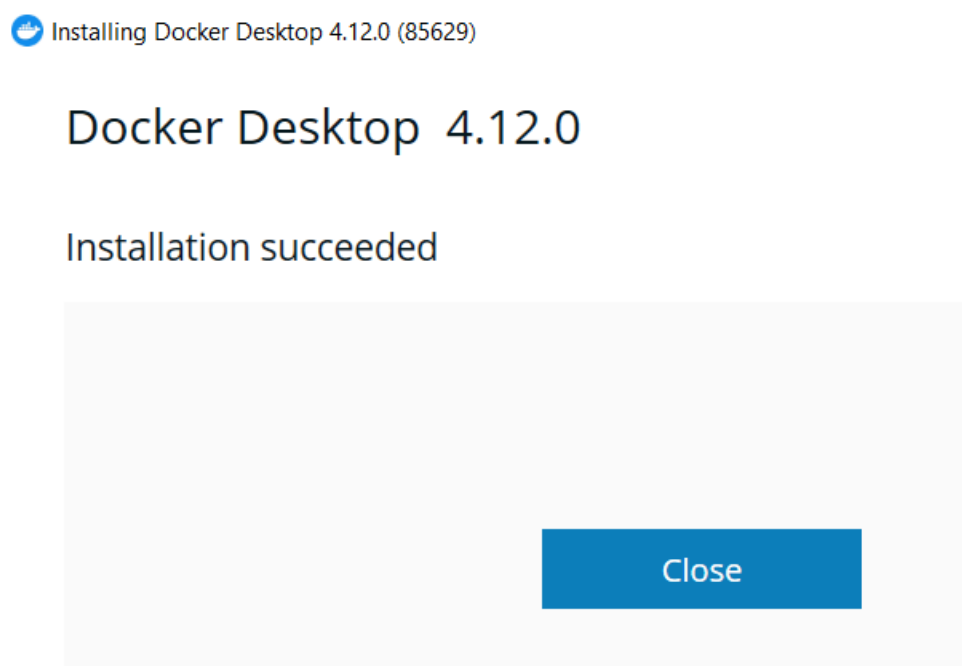 Installing Docker Desktop 4.12.0 (85629)
Docker Desktop 4.12.0
Installation succeeded
Close